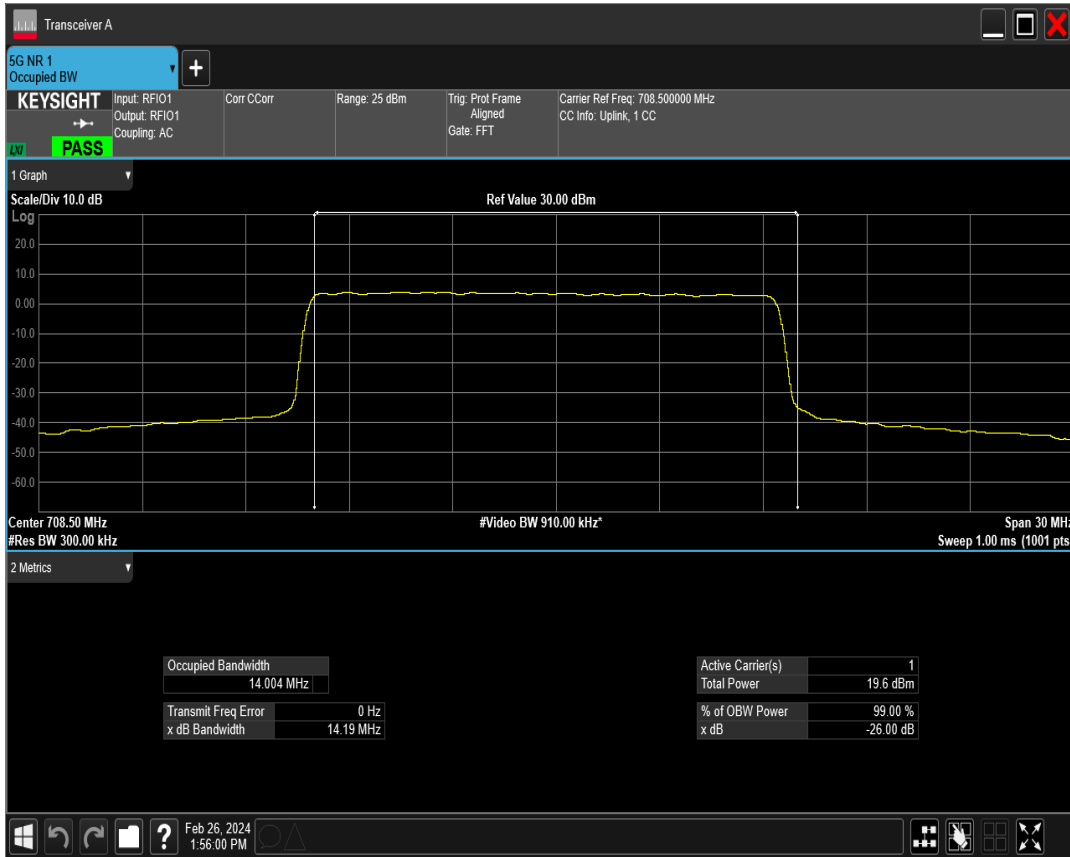 Transceiver A
5G NR 1
Occupied BW
KEYSIGHT
LXI
PASS
Input: RFIO1
Output: RFIO1
Coupling: AC
Corr CCorr
Range: 25 dBm
Trig: Prot Frame
Aligned
Gate: FFT
Carrier Ref Freq: 708.500000 MHz
CC Info: Uplink, 1 CC
1 Graph
Scale/Div 10.0 dB
Ref Value 30.00 dBm
Log
20.0
10.0
0.00
-10.0
-20.0
-30.0
-40.0
-50.0
-60.0
Center 708.50 MHz
#Video BW 910.00 kHz*
Span 30 MHz
#Res BW 300.00 kHz
Sweep 1.00 ms (1001 pts
2 Metrics
Occupied Bandwidth
14.004 MHz
Transmit Freq Error 0 Hz
x dB Bandwidth 14.19 MHz
Active Carrier(s) 1
Total Power 19.6 dBm
% of OBW Power 99.00 %
x dB -26.00 dB
?
Feb 26, 2024
1:56:00 PM